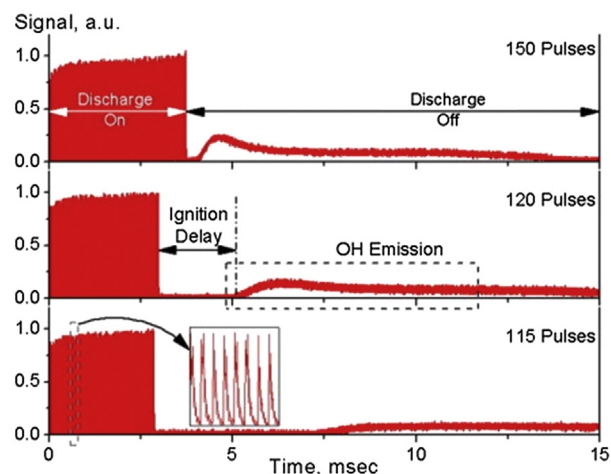 Signal, a.u.
1.0
150 Pulses
Discharge
On
Discharge
Off
0.5
0.0
1.0
120 Pulses
Ignition
Delay
OH Emission
0.5
0.0
1.0
115 Pulses
0.5
0.0
0
5
10
15
Time, msec